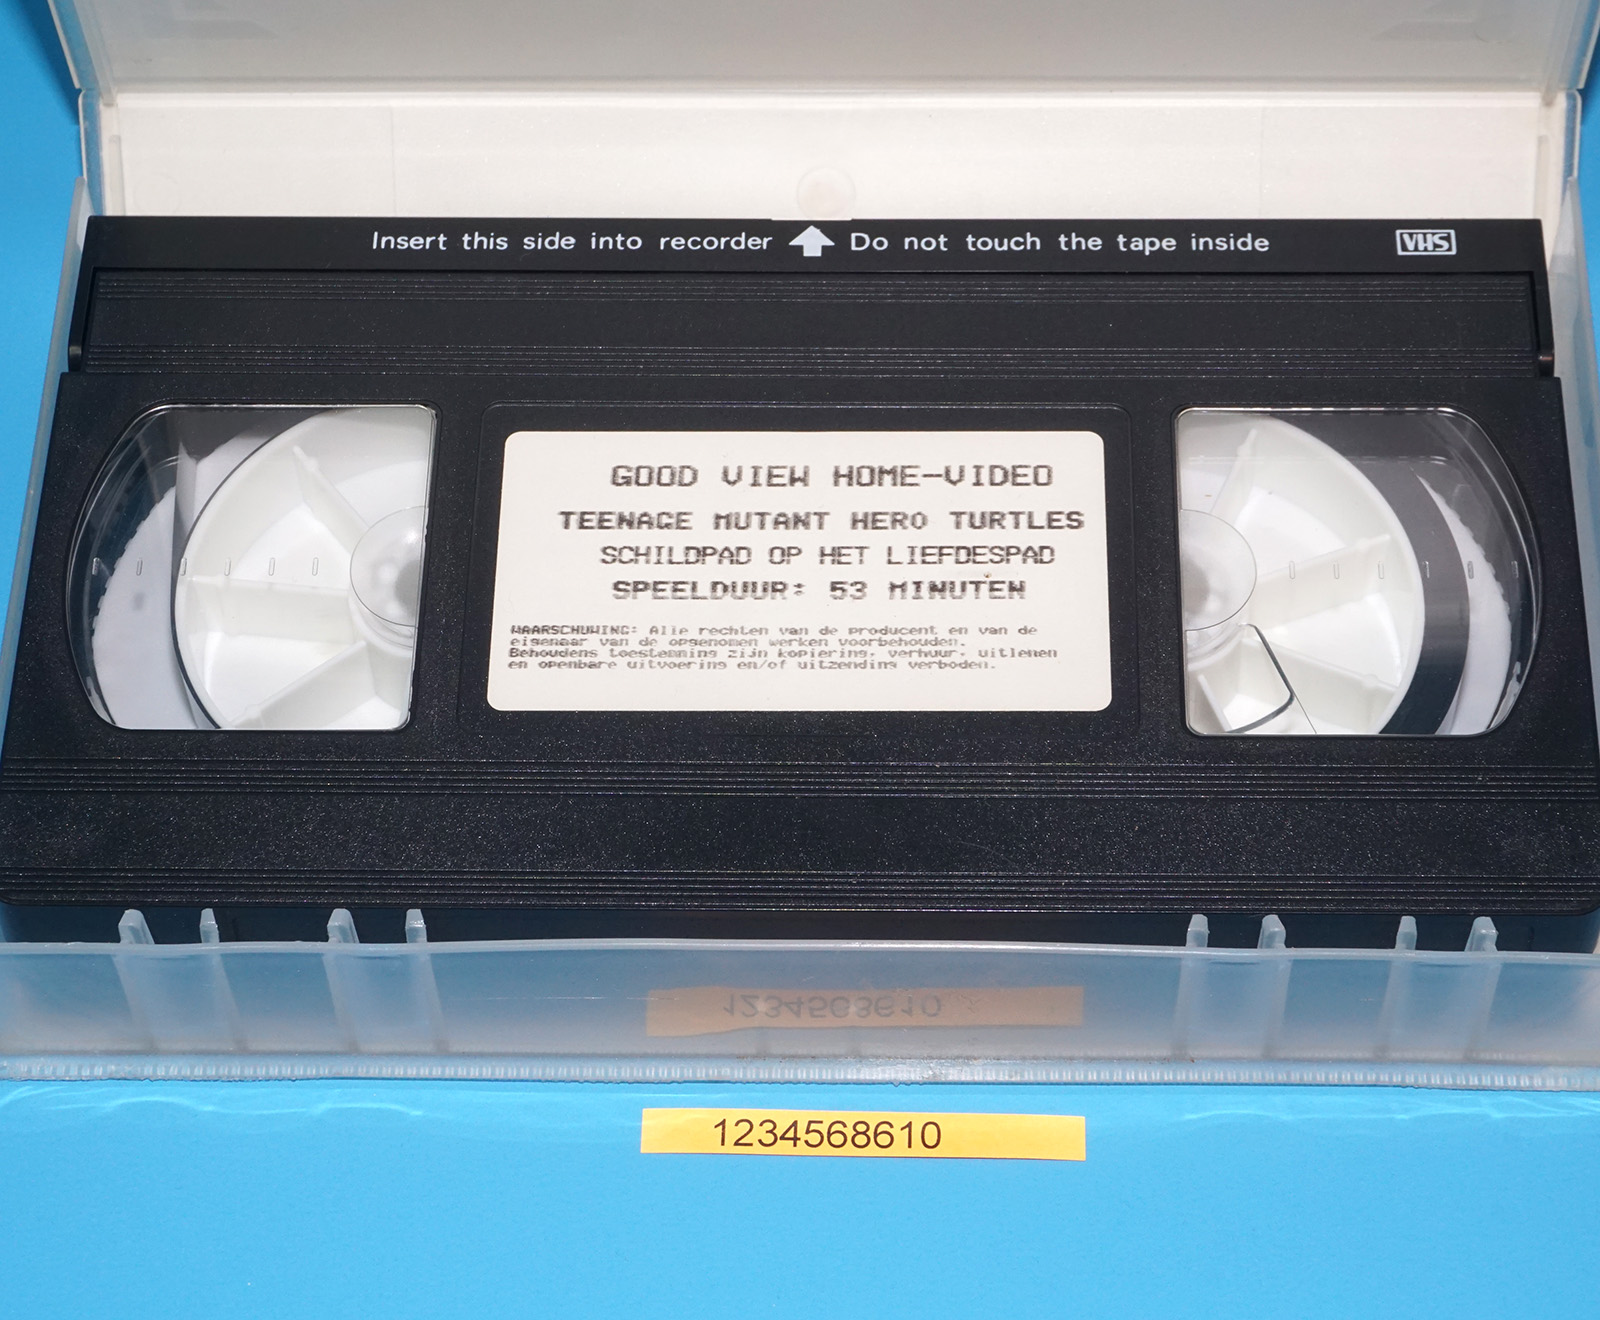 Insert this side into recorder Do not touch the tape inside VHS
GOOD VIEW HOME-VIDEO
TEENAGE MUTANT HERO TURTLES
SCHILDPAD OP HET LIEFDESPAD
SPEELDUUR: 53 MINUTEN
WAARSCHUWING: Alle rechten van de producent en van de
eigenaar van de opgenomen werken voorbehouden.
Behoudens toestemming zijn kopiering, verhuur, uitlenen
en openbare uitvoering en/of uitzending verboden.
1234568610
1234568610